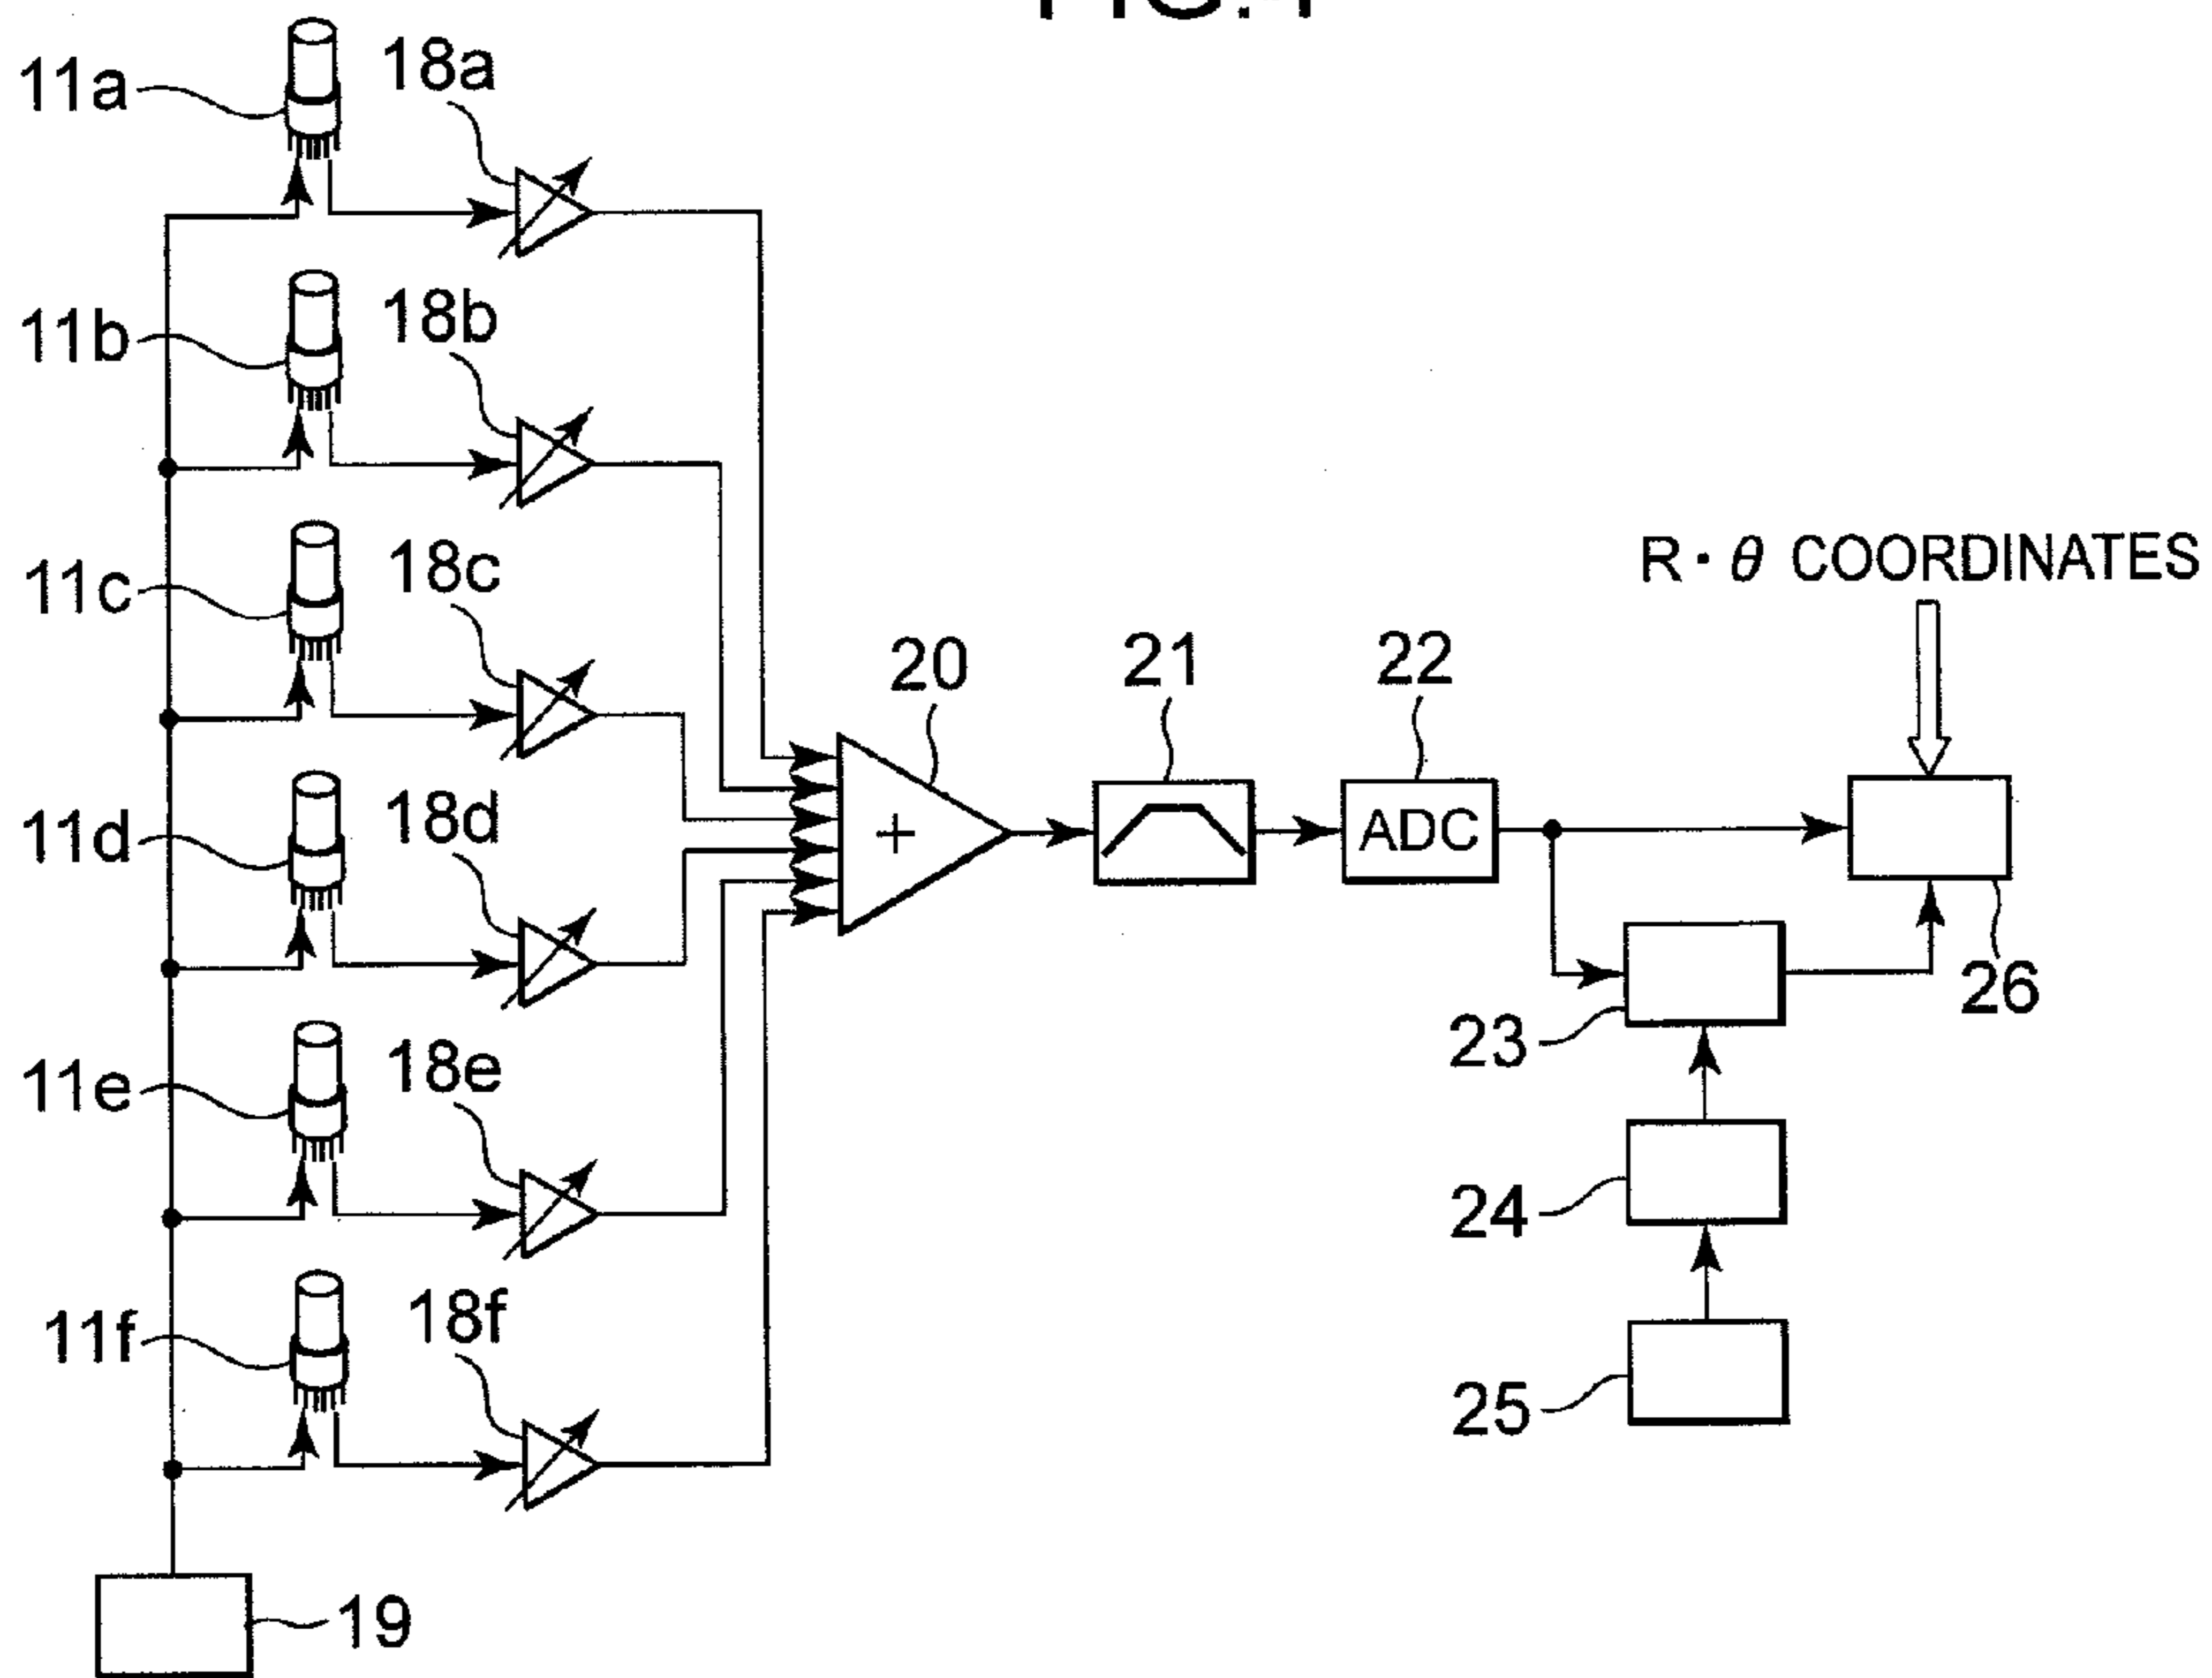 11a
18a
11b
18b
11c
18c
11d
18d
11e
18e
11f
18f
19
20
+
21
22
ADC
R・θ COORDINATES
26
23
24
25